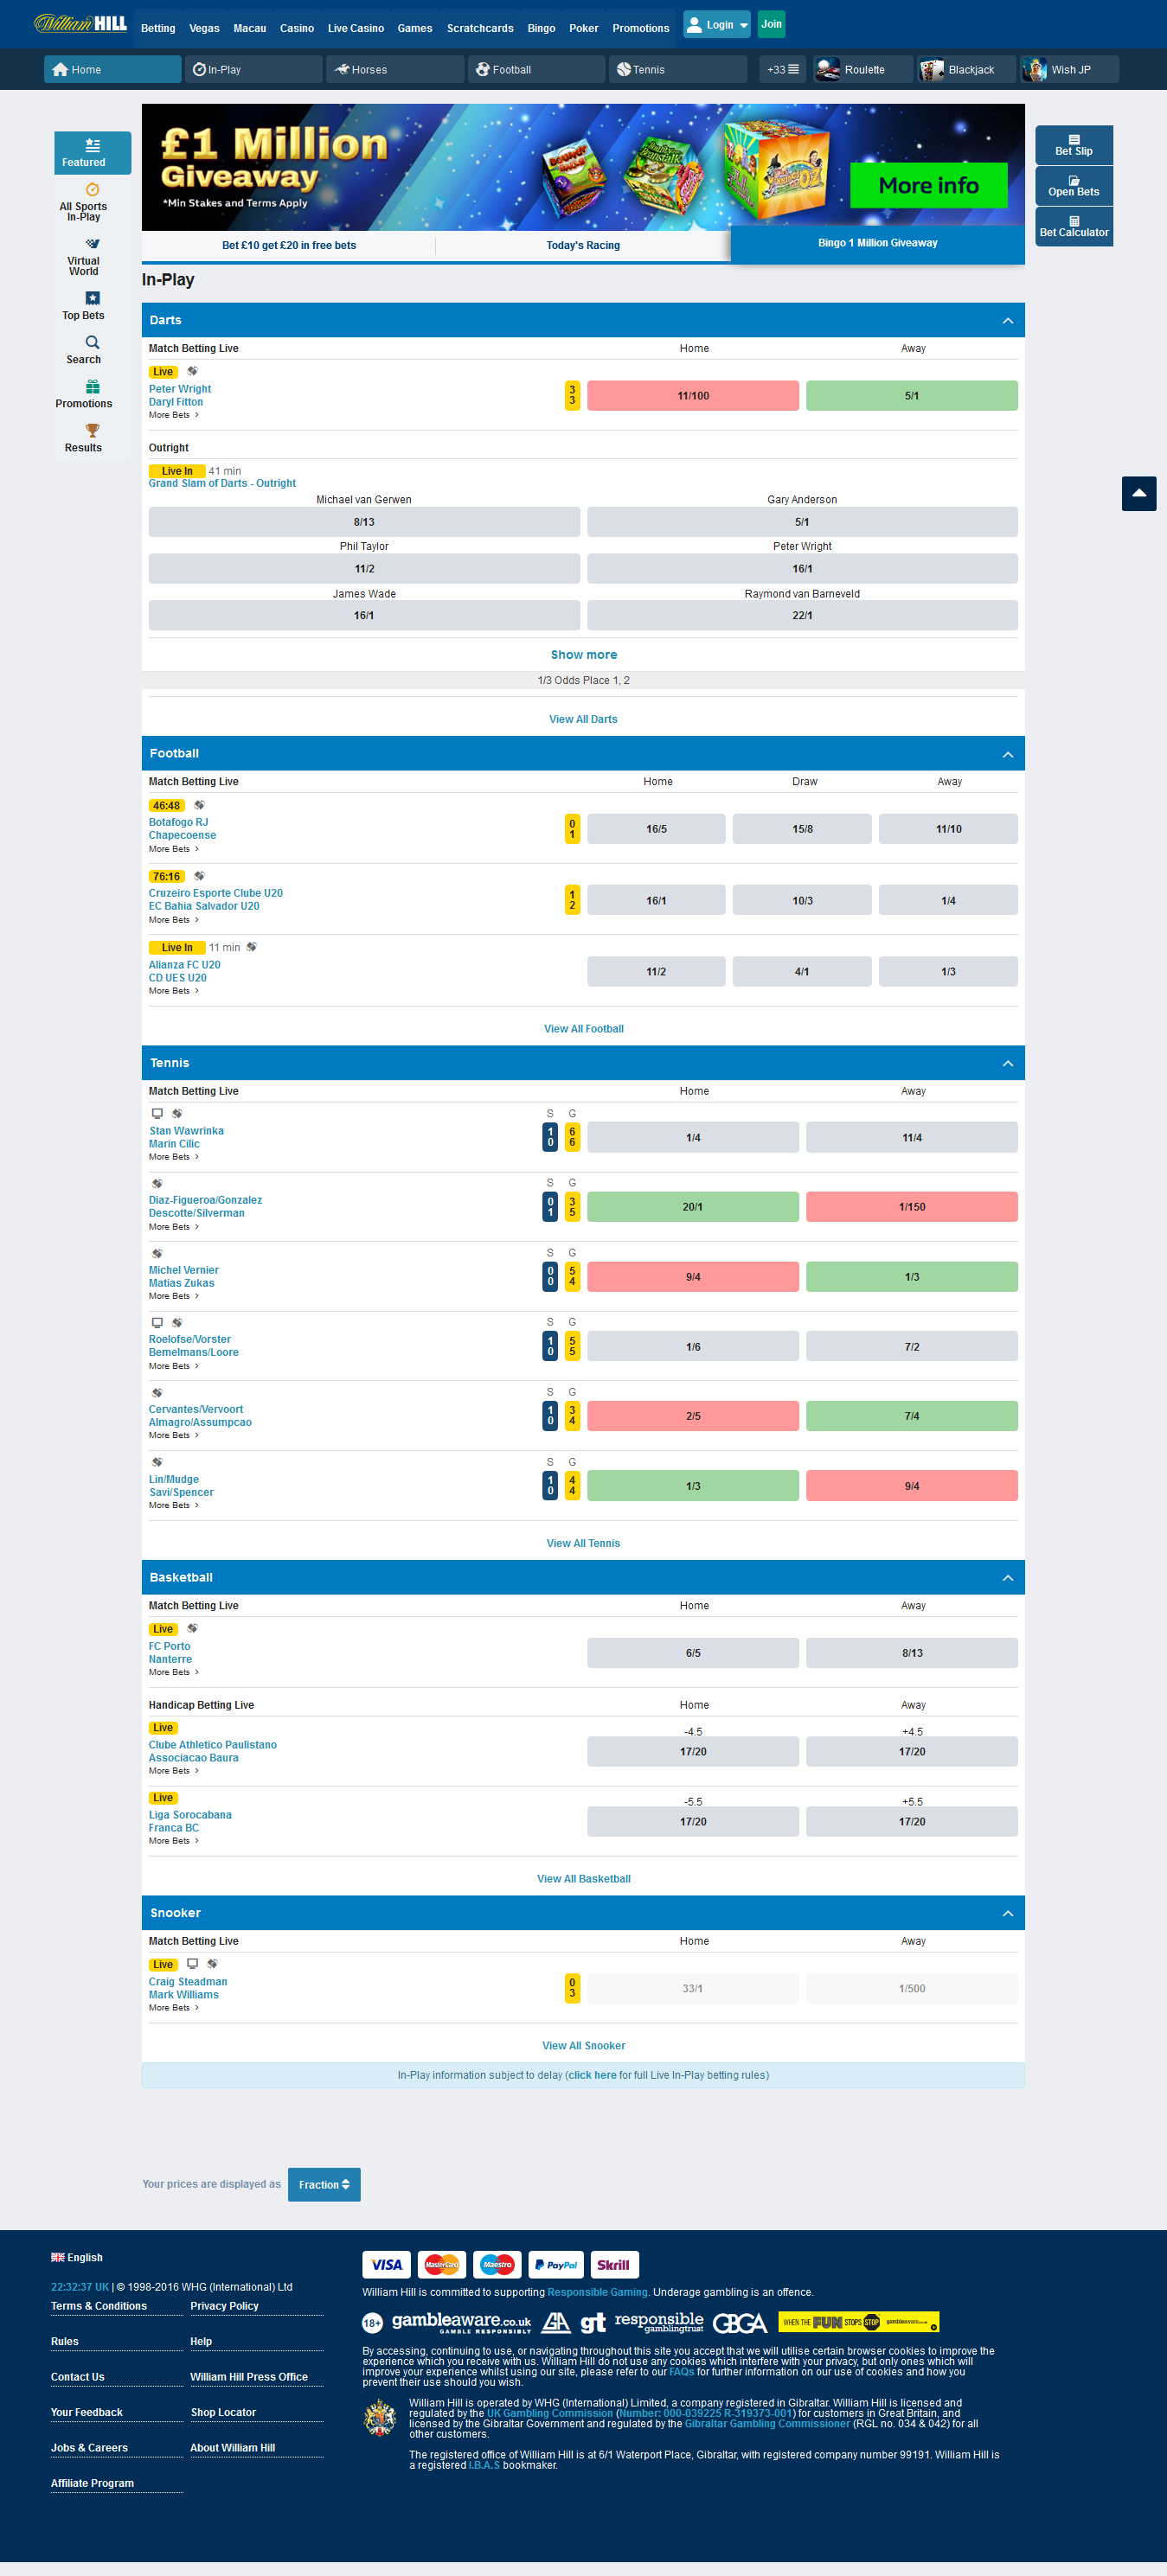 William HILL
Betting Vegas Macau Casino Live Casino Games Scratchcards Bingo Poker Promotions Login Join
Home In-Play Horses Football Tennis +33 Roulette Blackjack Wish JP
Featured
All Sports
In-Play
Virtual
World
Top Bets
Search
Promotions
Results
£1 Million
Giveaway
*Min Stakes and Terms Apply
More info
Bet £10 get £20 in free bets Today's Racing Bingo 1 Million Giveaway
Bet Slip
Open Bets
Bet Calculator
In-Play
Darts
Match Betting Live Home Away
Live
Peter Wright
Daryl Fitton
More Bets
3
3
11/100 5/1
Outright
Live In 41 min
Grand Slam of Darts - Outright
Michael van Gerwen Gary Anderson
8/13 5/1
Phil Taylor Peter Wright
11/2 16/1
James Wade Raymond van Barneveld
16/1 22/1
Show more
1/3 Odds Place 1, 2
View All Darts
Football
Match Betting Live Home Draw Away
46:48
Botafogo RJ
Chapecoense
More Bets
0
1
16/5 15/8 11/10
76:16
Cruzeiro Esporte Clube U20
EC Bahia Salvador U20
More Bets
1
2
16/1 10/3 1/4
Live In 11 min
Alianza FC U20
CD UES U20
More Bets
11/2 4/1 1/3
View All Football
Tennis
Match Betting Live Home Away
S G
Stan Wawrinka
Marin Cilic
More Bets
1 6
0 6
1/4 11/4
S G
Diaz-Figueroa/Gonzalez
Descotte/Silverman
More Bets
0 3
1 5
20/1 1/150
S G
Michel Vernier
Matias Zukas
More Bets
0 5
0 4
9/4 1/3
S G
Roelofse/Vorster
Bemelmans/Loore
More Bets
1 5
0 5
1/6 7/2
S G
Cervantes/Vervoort
Almagro/Assumpcao
More Bets
1 3
0 4
2/5 7/4
S G
Lin/Mudge
Savi/Spencer
More Bets
1 4
0 4
1/3 9/4
View All Tennis
Basketball
Match Betting Live Home Away
Live
FC Porto
Nanterre
More Bets
6/5 8/13
Handicap Betting Live Home Away
Live
Clube Athletico Paulistano
Associacao Baura
More Bets
-4.5 +4.5
17/20 17/20
Live
Liga Sorocabana
Franca BC
More Bets
-5.5 +5.5
17/20 17/20
View All Basketball
Snooker
Match Betting Live Home Away
Live
Craig Steadman
Mark Williams
More Bets
0
3
33/1 1/500
View All Snooker
In-Play information subject to delay (click here for full Live In-Play betting rules)
Your prices are displayed as Fraction
English
22:32:37 UK | © 1998-2016 WHG (International) Ltd
Terms & Conditions Privacy Policy
Rules Help
Contact Us William Hill Press Office
Your Feedback Shop Locator
Jobs & Careers About William Hill
Affiliate Program
VISA MasterCard Maestro PayPal Skrill
William Hill is committed to supporting Responsible Gaming. Underage gambling is an offence.
18+ gambleaware.co.uk
GAMBLE RESPONSIBLY
gt responsible
gamblingtrust
GBGA
WHEN THE FUN STOPS STOP gambleaware.co.uk
By accessing, continuing to use, or navigating throughout this site you accept that we will utilise certain browser cookies to improve the
experience which you receive with us. William Hill do not use any cookies which interfere with your privacy, but only ones which will
improve your experience whilst using our site, please refer to our FAQs for further information on our use of cookies and how you
prevent their use should you wish.
William Hill is operated by WHG (International) Limited, a company registered in Gibraltar. William Hill is licensed and
regulated by the UK Gambling Commission (Number: 000-039225 R-319373-001) for customers in Great Britain, and
licensed by the Gibraltar Government and regulated by the Gibraltar Gambling Commissioner (RGL no. 034 & 042) for all
other customers.
The registered office of William Hill is at 6/1 Waterport Place, Gibraltar, with registered company number 99191. William Hill is
a registered I.B.A.S bookmaker.